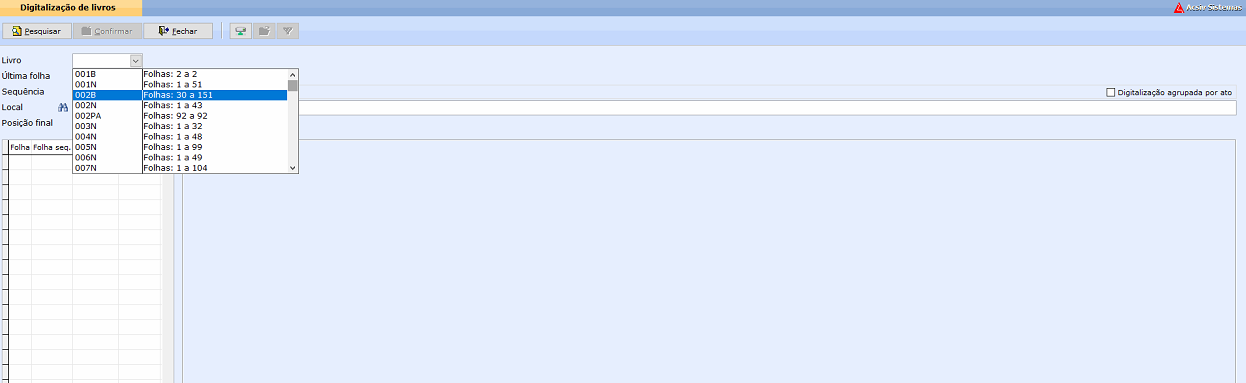 Digitalização de livros
Acsiv Sistemas
Pesquisar Confirmar Fechar
Livro
Última folha
Sequência
Local
Posição final
001B Folhas: 2 a 2
001N Folhas: 1 a 51
002B Folhas: 30 a 151
002N Folhas: 1 a 43
002PA Folhas: 92 a 92
003N Folhas: 1 a 32
004N Folhas: 1 a 48
005N Folhas: 1 a 99
006N Folhas: 1 a 49
007N Folhas: 1 a 104
Digitalização agrupada por ato
Folha Folha seq.